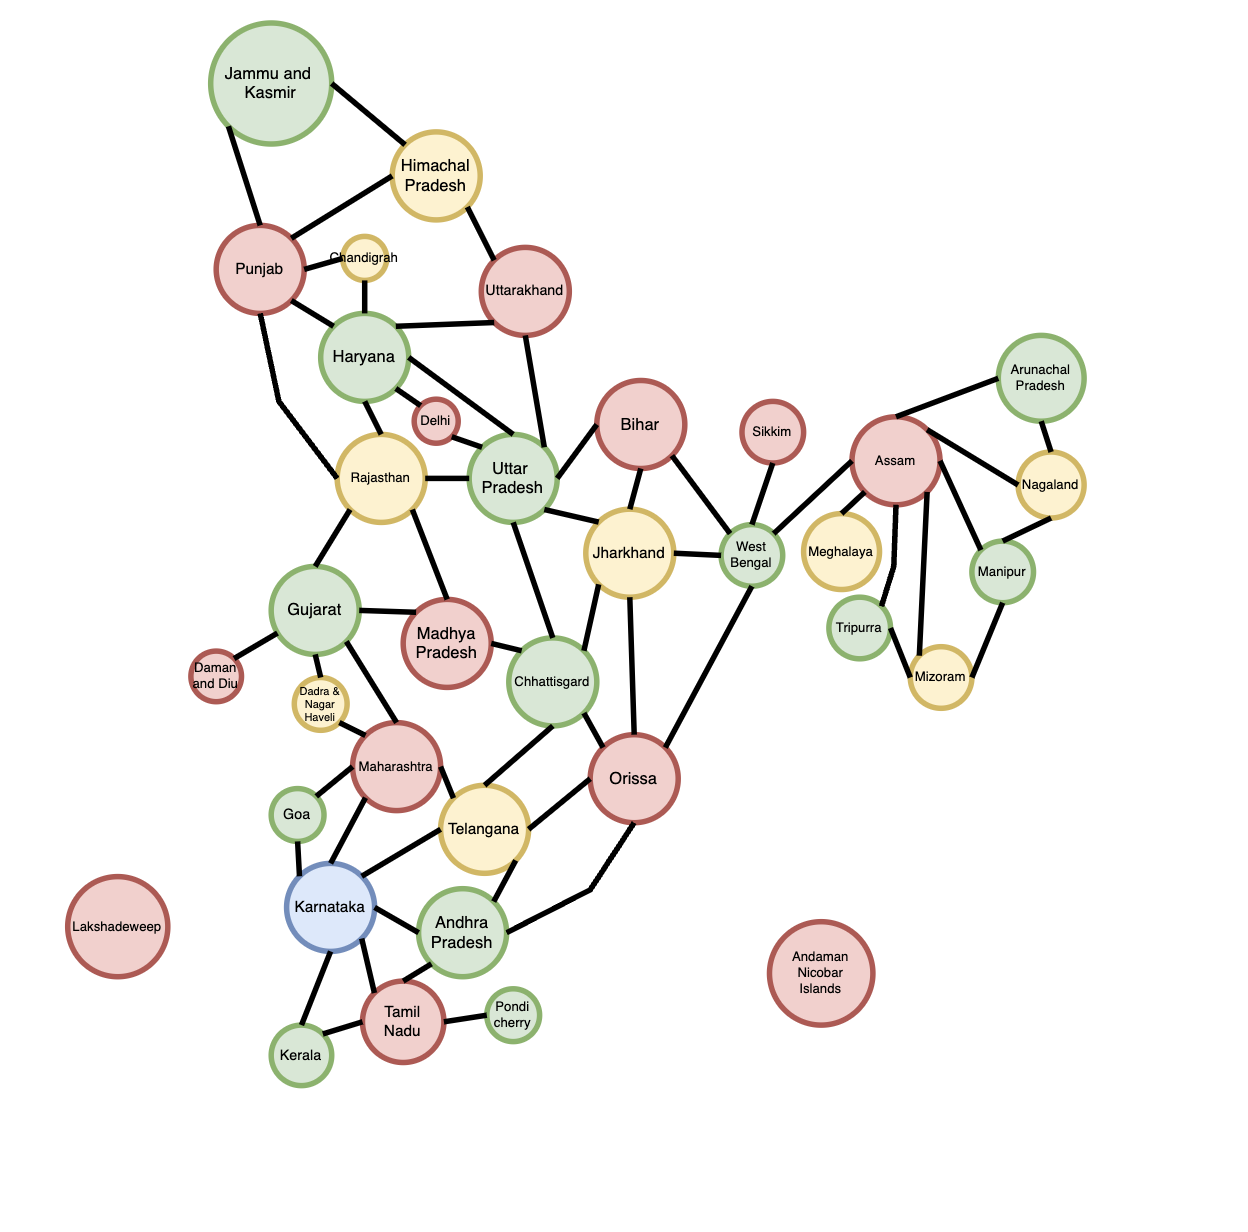 Jammu and
Kasmir
Himachal
Pradesh
Punjab
Chandigrah
Uttarakhand
Haryana
Arunachal
Pradesh
Delhi
Bihar
Sikkim
Assam
Rajasthan
Uttar
Pradesh
Nagaland
Jharkhand
West
Bengal
Meghalaya
Manipur
Gujarat
Madhya
Pradesh
Tripurra
Daman
and Diu
Chhattisgard
Mizoram
Dadra &
Nagar
Haveli
Maharashtra
Orissa
Goa
Telangana
Karnataka
Andhra
Pradesh
Lakshadeweep
Andaman
Nicobar
Islands
Tamil
Nadu
Pondi
cherry
Kerala